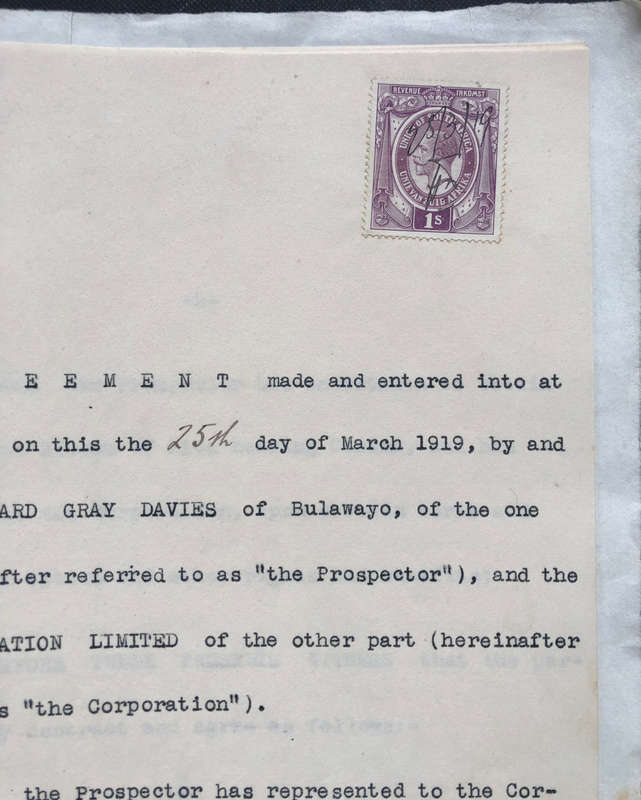 REVENUE INKOMST
UNION OF SOUTH AFRICA
25/3/19
UNIE VAN ZUID AFRIKA
1s
E E M E N T made and entered into at
on this the 25th day of March 1919, by and
ARD GRAY DAVIES of Bulawayo, of the one
fter referred to as "the Prospector"), and the
ATION LIMITED of the other part (hereinafter
s "the Corporation").
the Prospector has represented to the Cor-